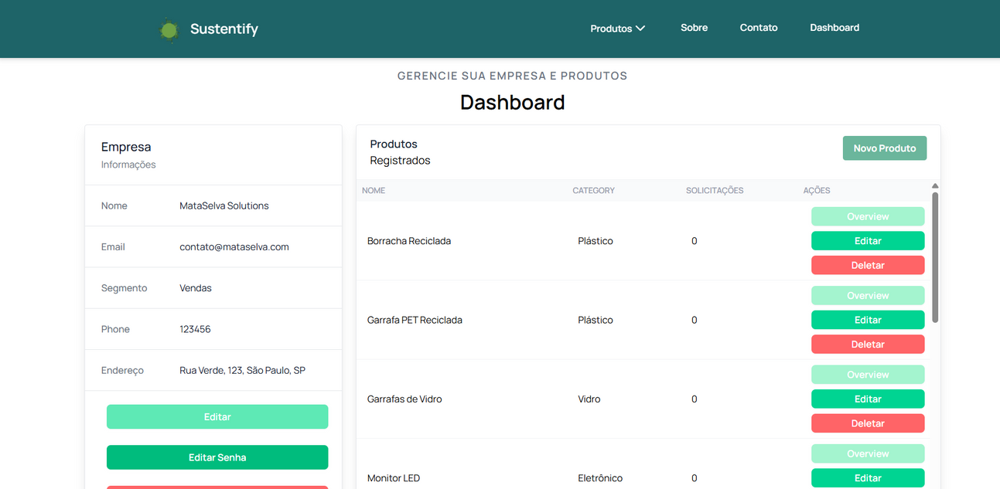 Sustentify
Produtos
Sobre
Contato
Dashboard
GERENCIE SUA EMPRESA E PRODUTOS
Dashboard
Empresa
Informações
Nome MataSelva Solutions
Email contato@mataselva.com
Segmento Vendas
Phone 123456
Endereço Rua Verde, 123, São Paulo, SP
Editar
Editar Senha
Produtos
Registrados
Novo Produto
NOME CATEGORY SOLICITAÇÕES AÇÕES
Overview
Borracha Reciclada Plástico 0 Editar
Deletar
Overview
Garrafa PET Reciclada Plástico 0 Editar
Deletar
Overview
Garrafas de Vidro Vidro 0 Editar
Deletar
Overview
Monitor LED Eletrônico 0 Editar